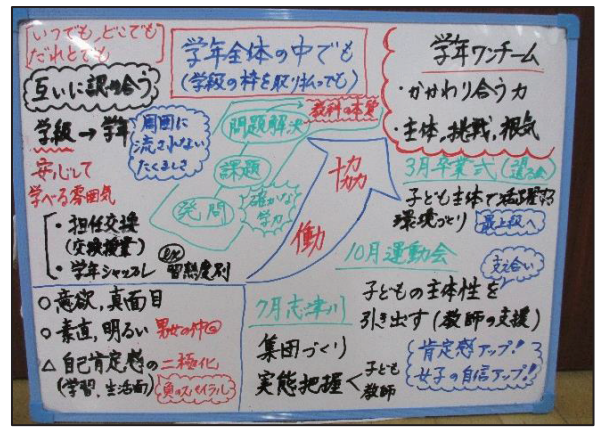 いつでも、どこでも
だれとでも
互いに認め合う
学級→学年
周囲に
流されない
たくましさ
安心して
学べる雰囲気
・担任交換
(交換授業)
・学年シャッフル
ex 習熟度別
学年全体の中でも
(学級の枠を取り払っても)
教科の本質
問題解決
課題
発問
確かな
学力
協働
学年ワンチーム
・かかわり合う力
・主体、挑戦、根気
3月卒業式(送る会)
子ども主体で活躍する
環境づくり
最上級へ
10月運動会
支え合い
子どもの主体性を
引き出す(教師の支援)
肯定感アップ!
女子の自信アップ!!
7月志津川
集団づくり
実態把握<子ども
教師
○意欲,真面目
○素直,明るい
男女の仲◎
△自己肯定感の二極化
(学習、生活面)
負のスパイラル